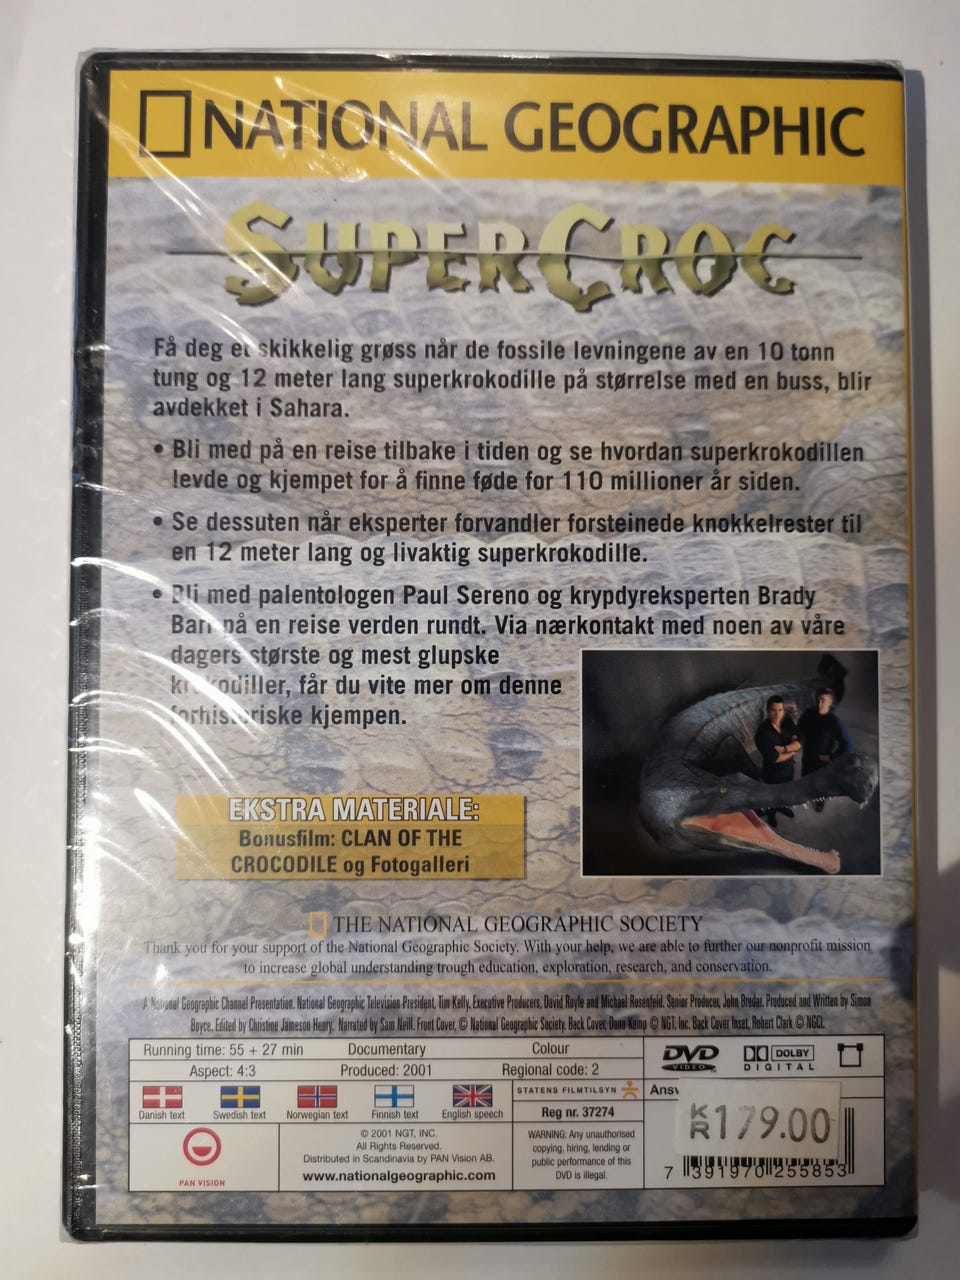 NATIONAL GEOGRAPHIC
SUPERCROC
Få deg et skikkelig grøss når de fossile levningene av en 10 tonn
tung og 12 meter lang superkrokodille på størrelse med en buss, blir
avdekket i Sahara.
• Bli med på en reise tilbake i tiden og se hvordan superkrokodillen
levde og kjempet for å finne føde for 110 millioner år siden.
• Se dessuten når eksperter forvandler forsteinede knokkelrester til
en 12 meter lang og livaktig superkrokodille.
• Bli med palentologen Paul Sereno og krypdyreksperten Brady
Barr på en reise verden rundt. Via nærkontakt med noen av våre
dagers største og mest glupske
krokodiller, får du vite mer om denne
forhistoriske kjempen.
EKSTRA MATERIALE:
Bonusfilm: CLAN OF THE
CROCODILE og Fotogalleri
THE NATIONAL GEOGRAPHIC SOCIETY
Thank you for your support of the National Geographic Society. With your help, we are able to further our nonprofit mission
to increase global understanding trough education, exploration, research, and conservation.
A National Geographic Channel Presentation. National Geographic Television President, Tim Kelly. Executive Producers, David Royle and Michael Rosenfeld. Senior Producer, John Bredar. Produced and Written by Simon
Boyce. Edited by Christine Jameson Henry. Narrated by Sam Neill. Front Cover, © National Geographic Society. Back Cover, Dana Kemp © NGT, Inc. Back Cover Inset, Robert Clark © NGCI.
Running time: 55 + 27 min Documentary Colour
Aspect: 4:3 Produced: 2001 Regional code: 2
DVD VIDEO DOLBY DIGITAL
Danish text Swedish text Norwegian text Finnish text English speech
STATENS FILMTILSYN
Reg nr. 37274
Answ
KR 179.00
PAN VISION
© 2001 NGT, INC.
All Rights Reserved.
Distributed in Scandinavia by PAN Vision AB.
www.nationalgeographic.com
WARNING: Any unauthorised
copying, hiring, lending or
public performance of this
DVD is illegal.
7 391970 255853